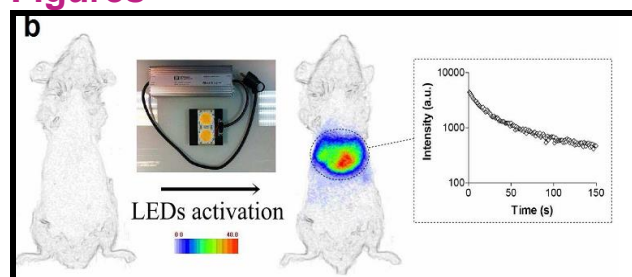 Figures
b
LEDs activation
0.0 40.0
Intensity (a.u.)
10000
1000
100
0 50 100 150
Time (s)